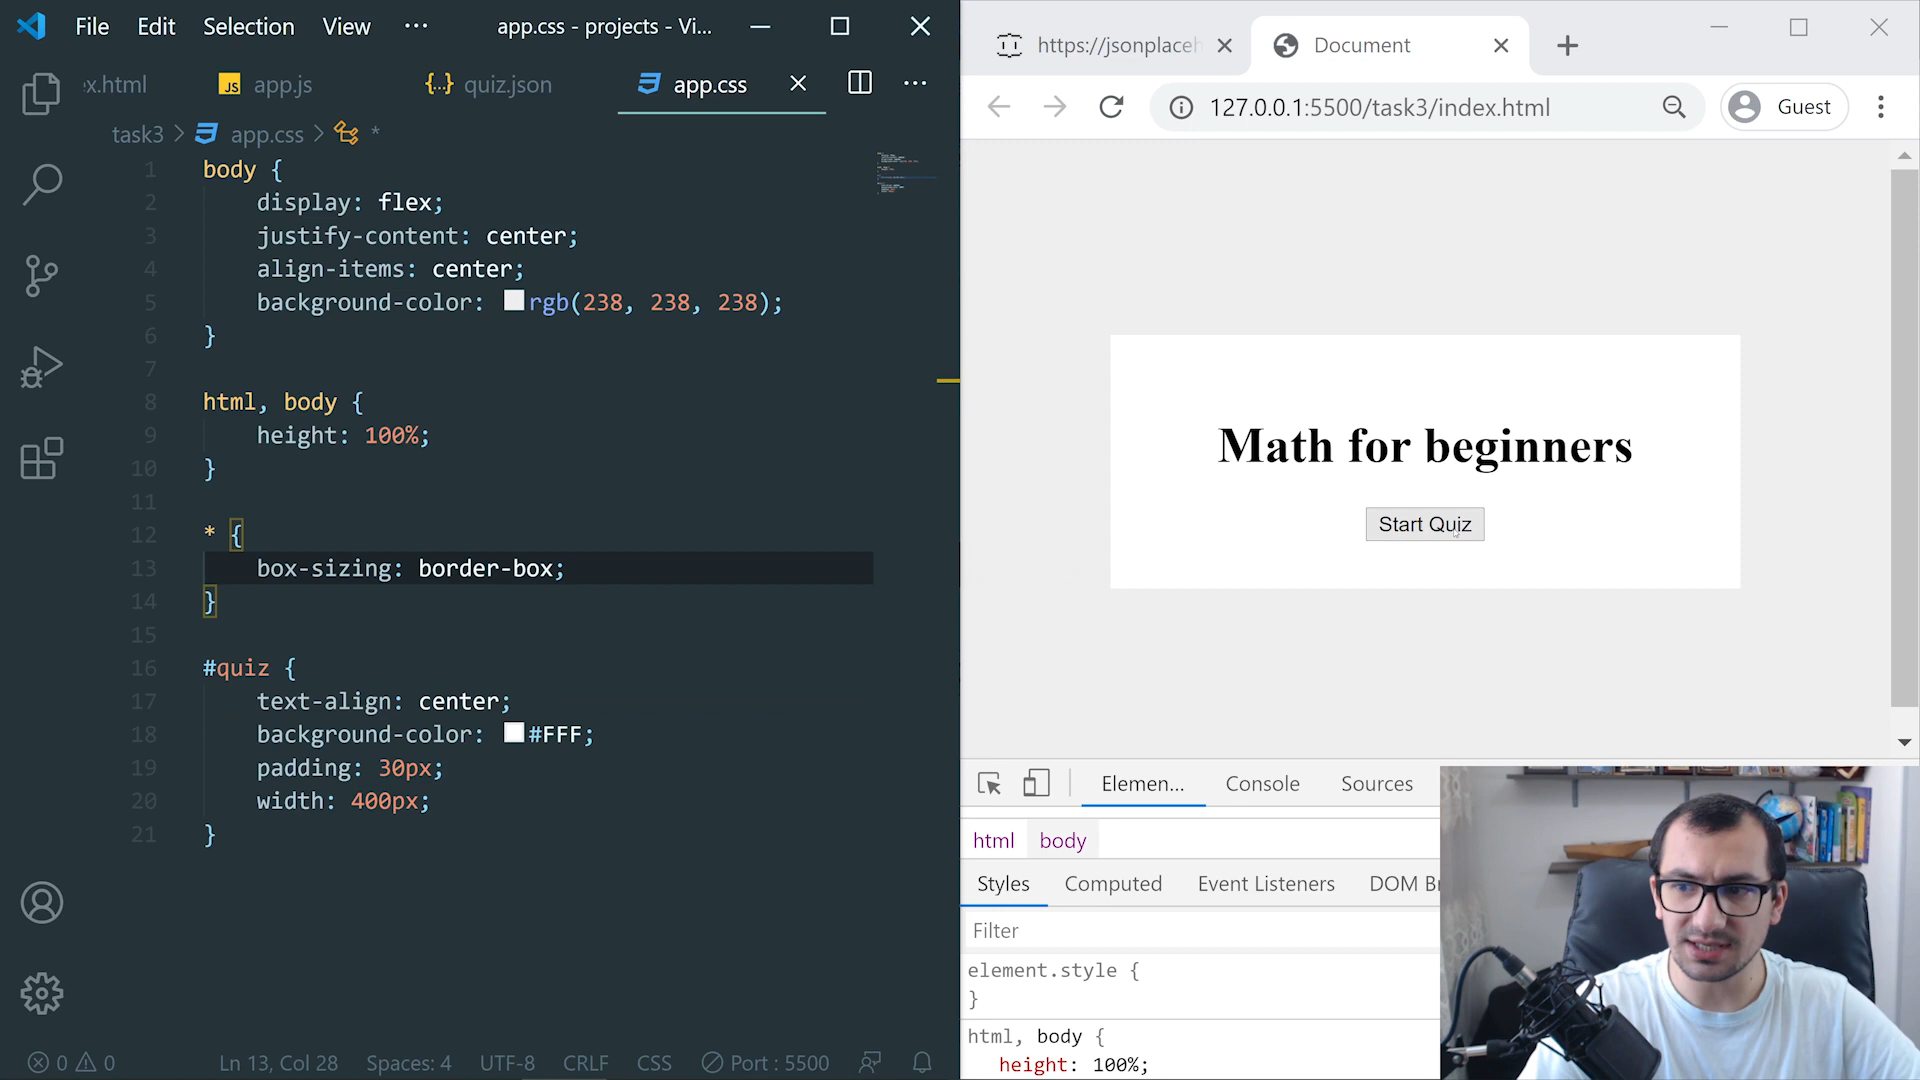 File Edit Selection View ··· app.css - projects - Vi...
x.html JS app.js {..} quiz.json app.css
task3 > app.css > *
1 body {
2 display: flex;
3 justify-content: center;
4 align-items: center;
5 background-color: rgb(238, 238, 238);
6 }
7
8 html, body {
9 height: 100%;
10 }
11
12 * {
13 box-sizing: border-box;
14 }
15
16 #quiz {
17 text-align: center;
18 background-color: #FFF;
19 padding: 30px;
20 width: 400px;
21 }
0 0 Ln 13, Col 28 Spaces: 4 UTF-8 CRLF CSS Port : 5500
https://jsonplaceh Document
127.0.0.1:5500/task3/index.html Guest
Math for beginners
Start Quiz
Elemen... Console Sources
html body
Styles Computed Event Listeners DOM Br
Filter
element.style {
}
html, body {
height: 100%;